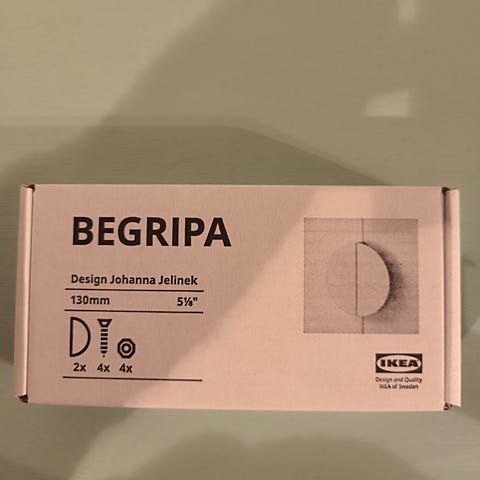 BEGRIPA
Design Johanna Jelinek
130mm 5⅛"
2x 4x 4x
IKEA
Design and Quality
IKEA of Sweden